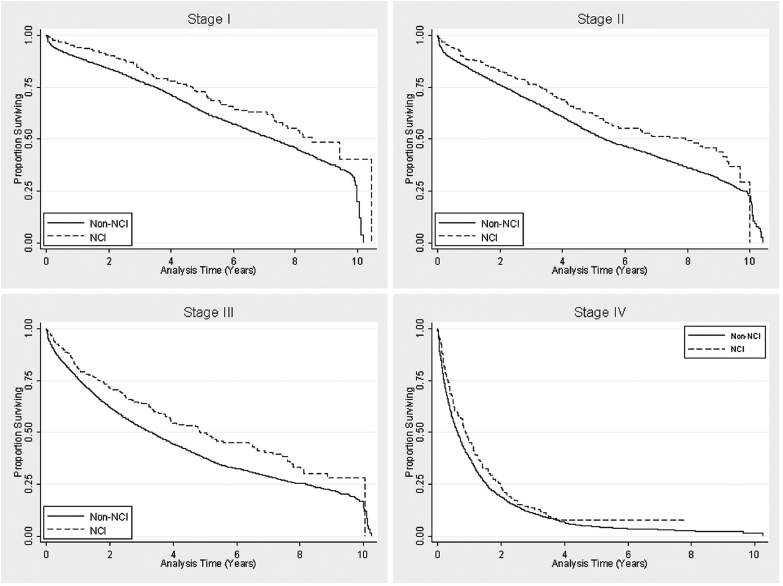 Stage I
Proportion Surviving
1.00
0.75
0.50
0.25
0.00
Non-NCI
NCI
0 2 4 6 8 10
Analysis Time (Years)
Stage II
Proportion Surviving
1.00
0.75
0.50
0.25
0.00
Non-NCI
NCI
0 2 4 6 8 10
Analysis Time (Years)
Stage III
Proportion Surviving
1.00
0.75
0.50
0.25
0.00
Non-NCI
NCI
0 2 4 6 8 10
Analysis Time (Years)
Stage IV
Proportion Surviving
1.00
0.75
0.50
0.25
0.00
Non-NCI
NCI
0 2 4 6 8 10
Analysis Time (Years)